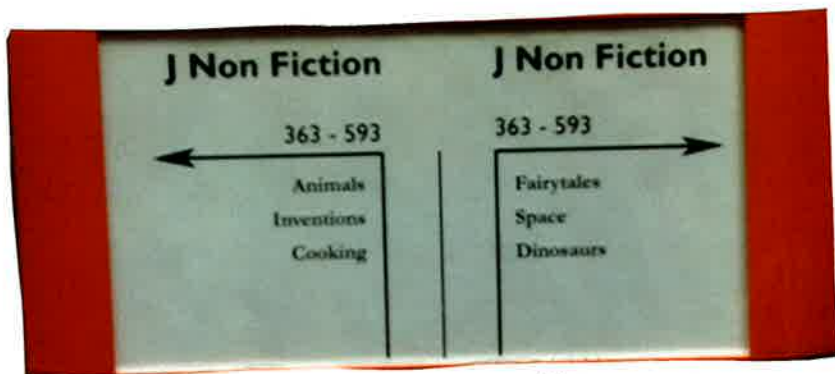 J Non Fiction
363 - 593
Animals
Inventions
Cooking
J Non Fiction
363 - 593
Fairytales
Space
Dinosaurs